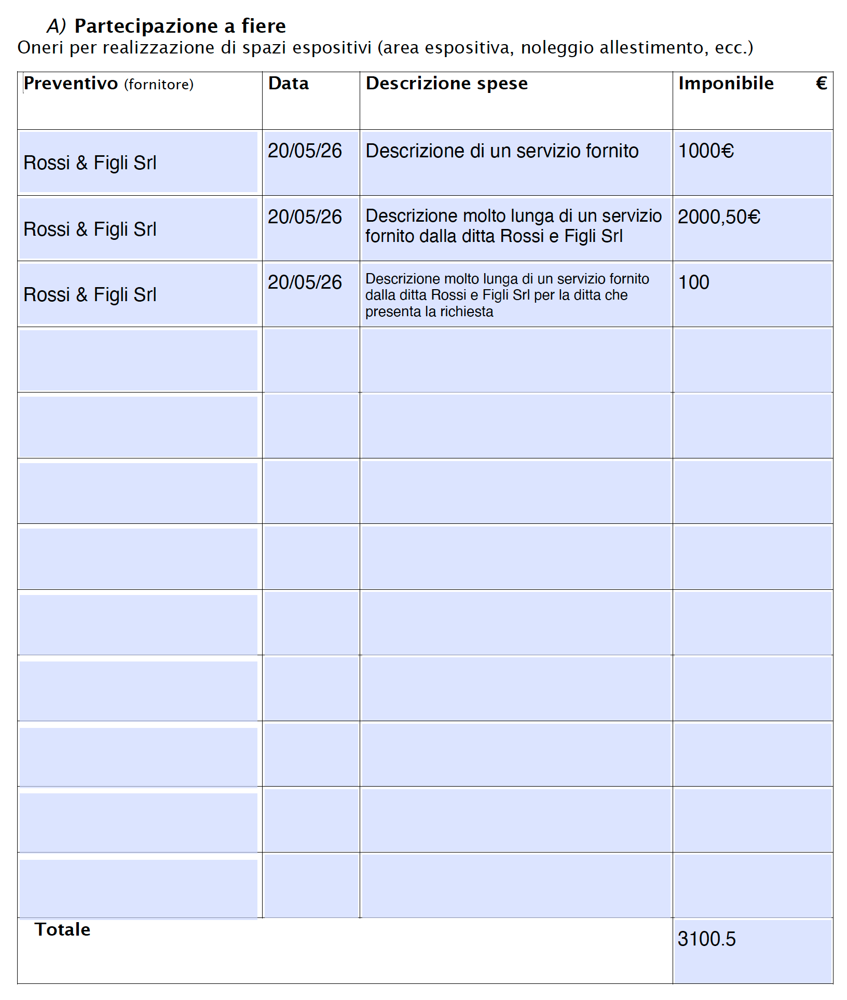 A) Partecipazione a fiere
Oneri per realizzazione di spazi espositivi (area espositiva, noleggio allestimento, ecc.)
Preventivo (fornitore) Data Descrizione spese Imponibile €
Rossi & Figli Srl 20/05/26 Descrizione di un servizio fornito 1000€
Rossi & Figli Srl 20/05/26 Descrizione molto lunga di un servizio 2000,50€
fornito dalla ditta Rossi e Figli Srl
Rossi & Figli Srl 20/05/26 Descrizione molto lunga di un servizio fornito 100
dalla ditta Rossi e Figli Srl per la ditta che
presenta la richiesta
Totale 3100.5